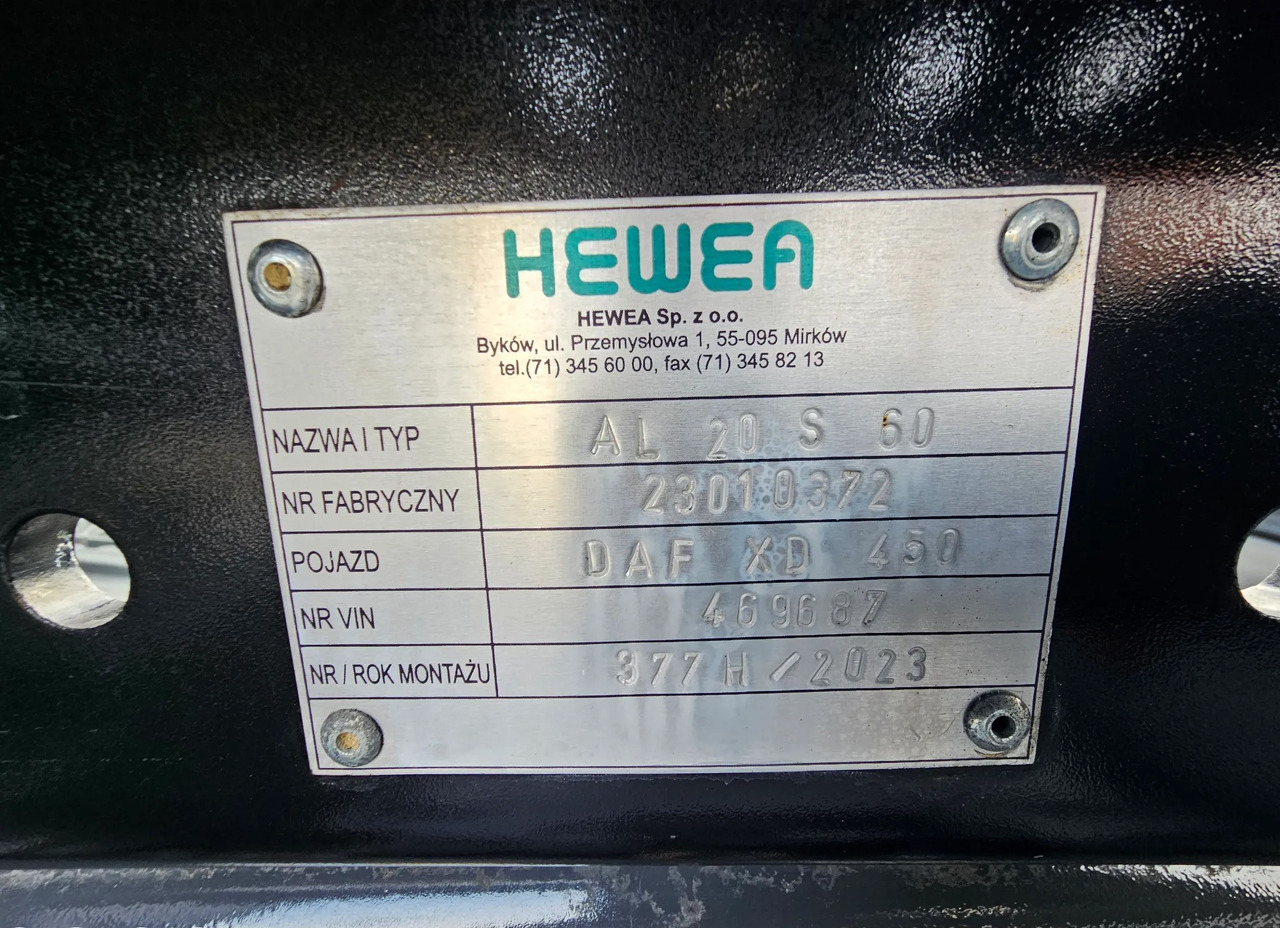 HEWEA
HEWEA Sp. z o.o.
Byków, ul. Przemysłowa 1, 55-095 Mirków
tel.(71) 345 60 00, fax (71) 345 82 13
NAZWA I TYP AL 20 S 60
NR FABRYCZNY 23010372
POJAZD DAF XD 450
NR VIN 469687
NR / ROK MONTAŻU 377H/2023